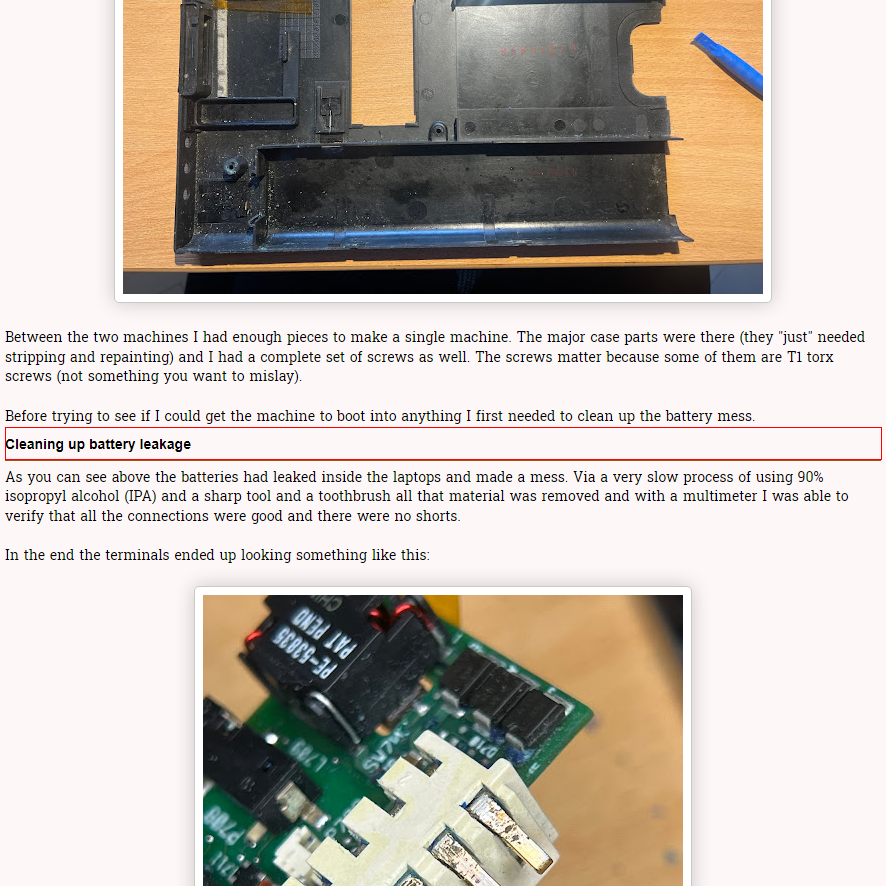 Between the two machines I had enough pieces to make a single machine. The major case parts were there (they "just" needed
stripping and repainting) and I had a complete set of screws as well. The screws matter because some of them are T1 torx
screws (not something you want to mislay).
Before trying to see if I could get the machine to boot into anything I first needed to clean up the battery mess.
Cleaning up battery leakage
As you can see above the batteries had leaked inside the laptops and made a mess. Via a very slow process of using 90%
isopropyl alcohol (IPA) and a sharp tool and a toothbrush all that material was removed and with a multimeter I was able to
verify that all the connections were good and there were no shorts.
In the end the terminals ended up looking something like this:
PE-53835
PAT PEND